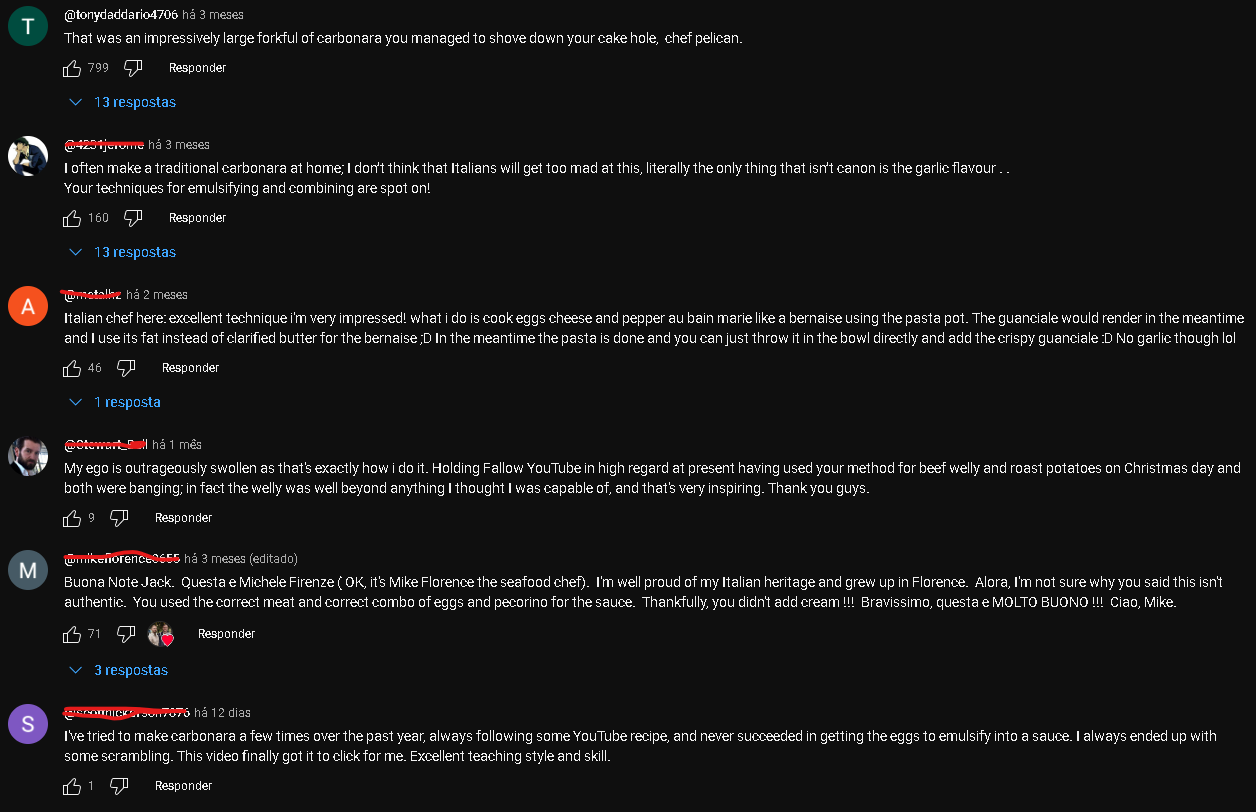 T
@tonydaddario4706 há 3 meses
That was an impressively large forkful of carbonara you managed to shove down your cake hole, chef pelican.
799 Responder
13 respostas
há 3 meses
I often make a traditional carbonara at home; I don't think that Italians will get too mad at this, literally the only thing that isn't canon is the garlic flavour . .
Your techniques for emulsifying and combining are spot on!
160 Responder
13 respostas
A
há 2 meses
Italian chef here: excellent technique i'm very impressed! what i do is cook eggs cheese and pepper au bain marie like a bernaise using the pasta pot. The guanciale would render in the meantime
and I use its fat instead of clarified butter for the bernaise ;D In the meantime the pasta is done and you can just throw it in the bowl directly and add the crispy guanciale :D No garlic though lol
46 Responder
1 resposta
há 1 mês
My ego is outrageously swollen as that's exactly how i do it. Holding Fallow YouTube in high regard at present having used your method for beef welly and roast potatoes on Christmas day and
both were banging; in fact the welly was well beyond anything I thought I was capable of, and that's very inspiring. Thank you guys.
9 Responder
M
há 3 meses (editado)
Buona Note Jack. Questa e Michele Firenze ( OK, it's Mike Florence the seafood chef). I'm well proud of my Italian heritage and grew up in Florence. Alora, I'm not sure why you said this isn't
authentic. You used the correct meat and correct combo of eggs and pecorino for the sauce. Thankfully, you didn't add cream !!! Bravissimo, questa e MOLTO BUONO !!! Ciao, Mike.
71 Responder
3 respostas
S
há 12 dias
I've tried to make carbonara a few times over the past year, always following some YouTube recipe, and never succeeded in getting the eggs to emulsify into a sauce. I always ended up with
some scrambling. This video finally got it to click for me. Excellent teaching style and skill.
1 Responder